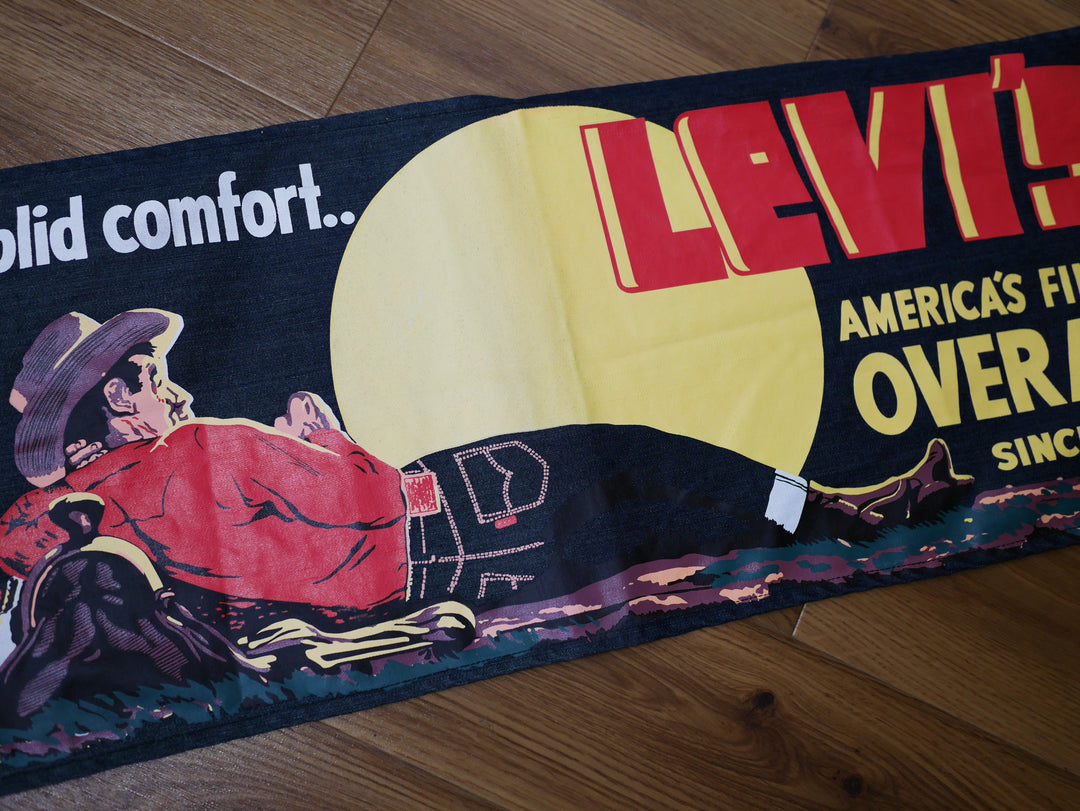 olid comfort..
LEVI'S
AMERICA'S FI
OVERA
SINC